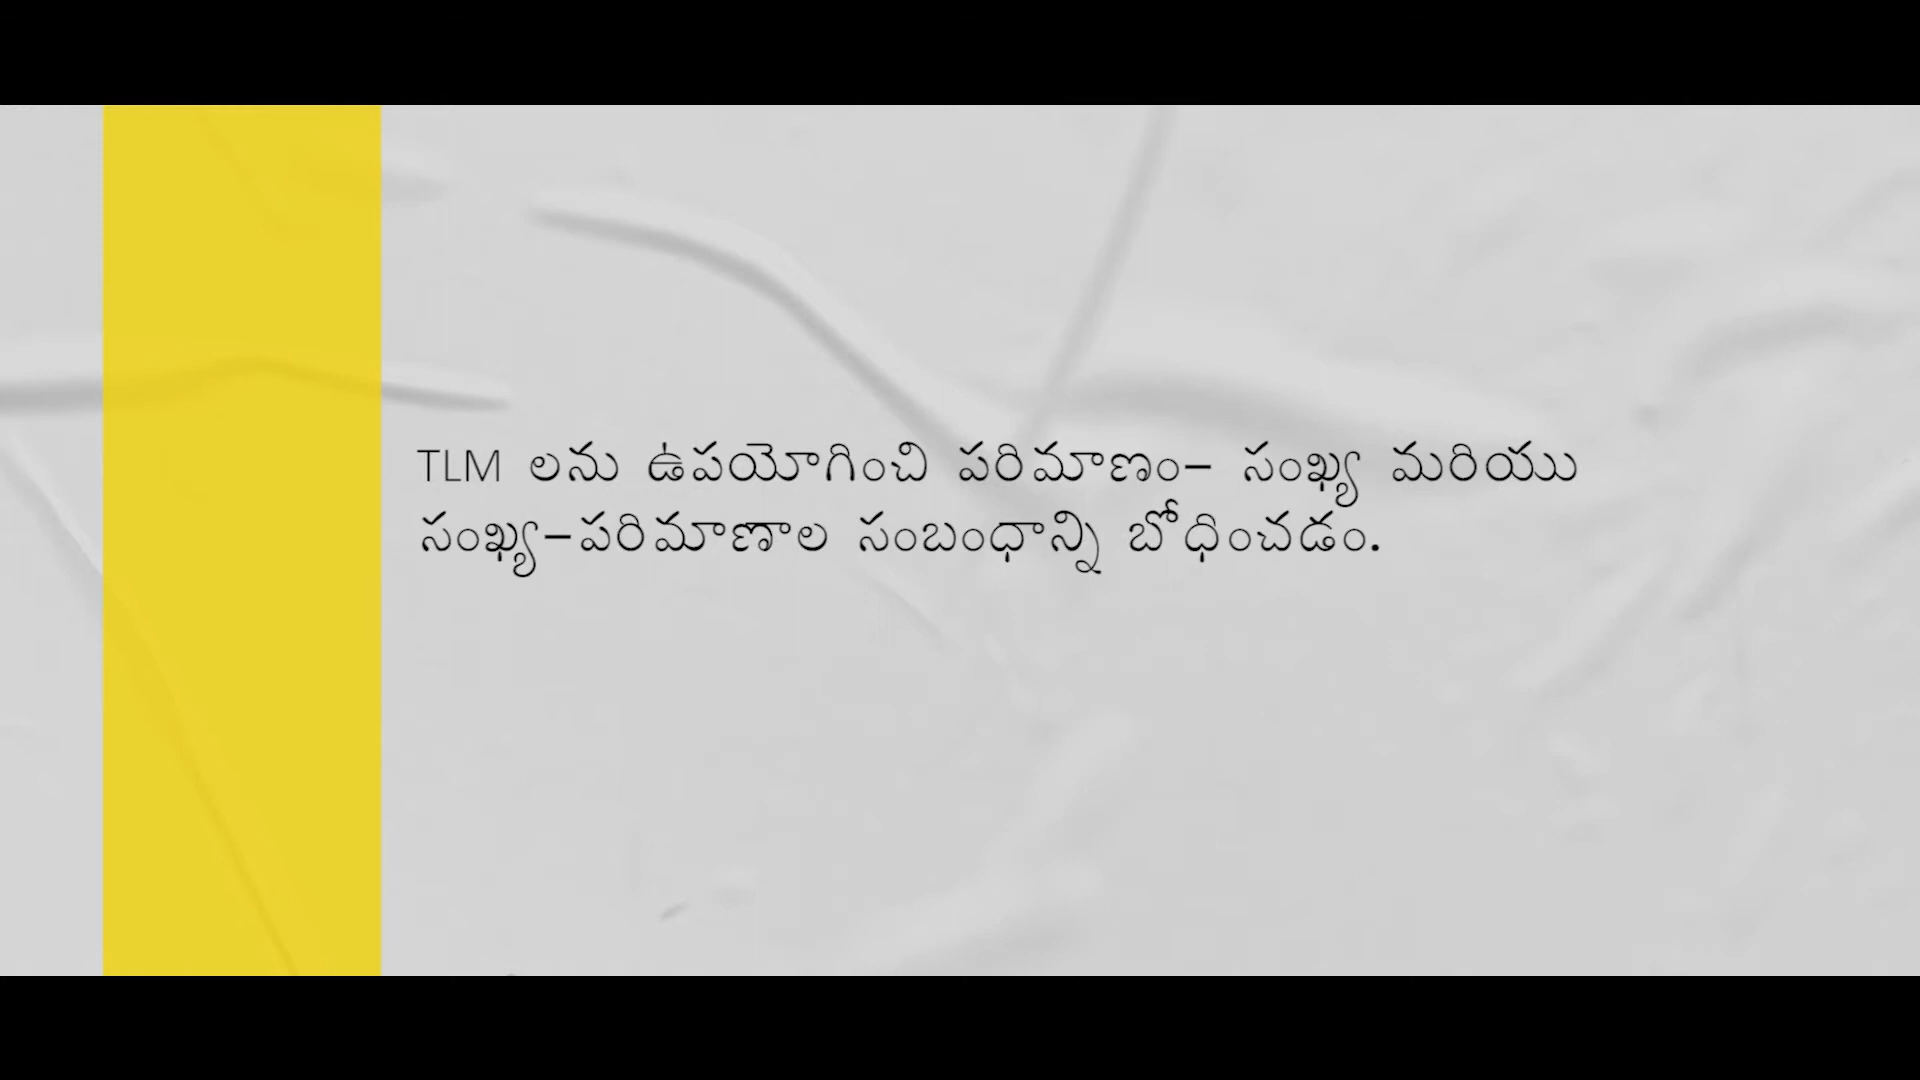 TLM లను ఉపయోగించి పరిమాణం- సంఖ్య మరియు
సంఖ్య-పరిమాణాల సంబంధాన్ని బోధించడం.